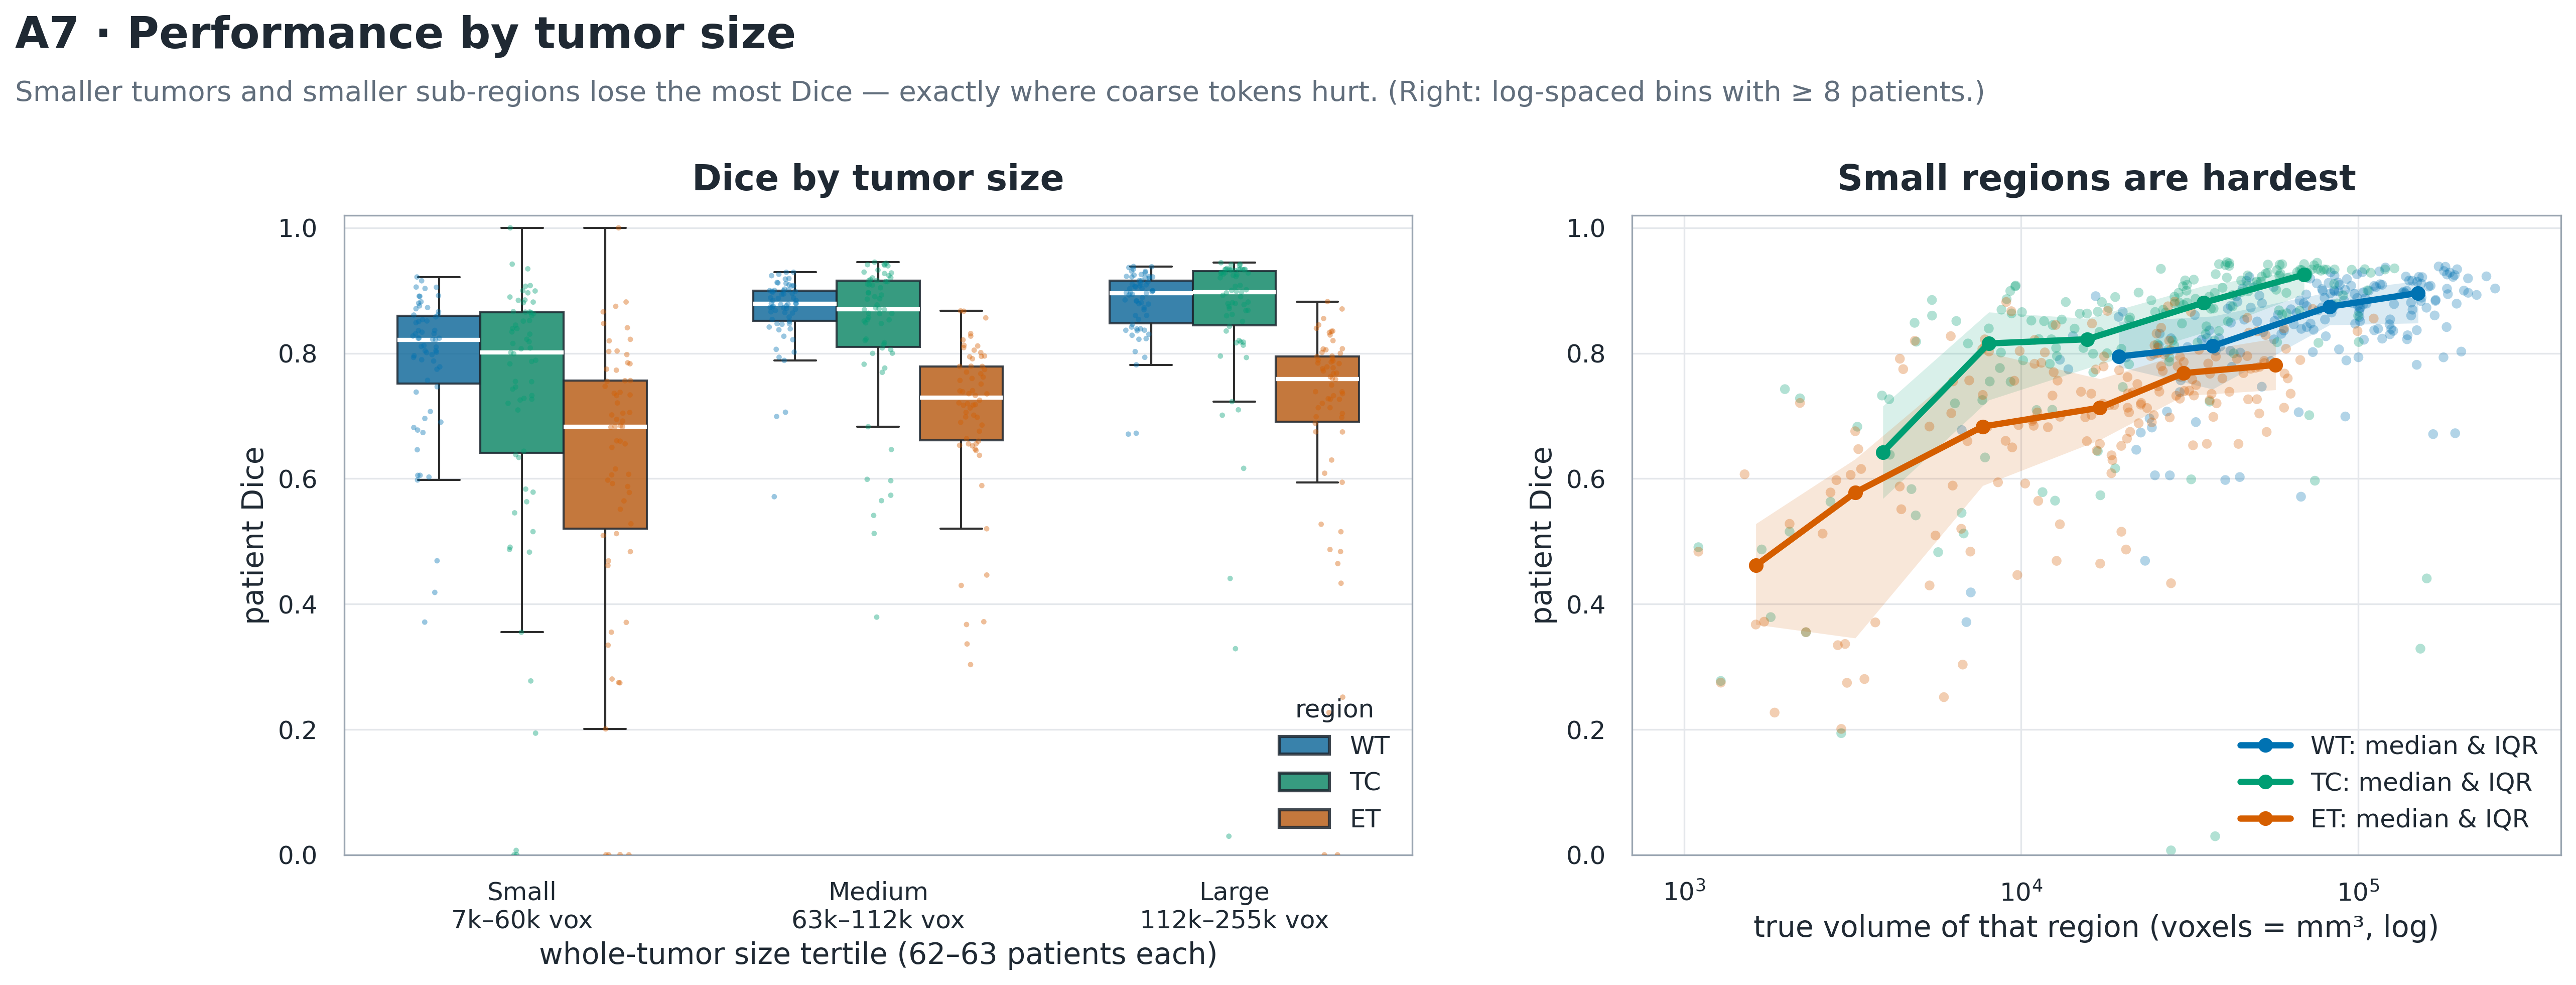 A7 · Performance by tumor size
Smaller tumors and smaller sub-regions lose the most Dice — exactly where coarse tokens hurt. (Right: log-spaced bins with ≥ 8 patients.)
Dice by tumor size
patient Dice
1.0
0.8
0.6
0.4
0.2
0.0
region
WT
TC
ET
Small
7k–60k vox
Medium
63k–112k vox
Large
112k–255k vox
whole-tumor size tertile (62–63 patients each)
Small regions are hardest
patient Dice
1.0
0.8
0.6
0.4
0.2
0.0
WT: median & IQR
TC: median & IQR
ET: median & IQR
10³
10⁴
10⁵
true volume of that region (voxels = mm³, log)